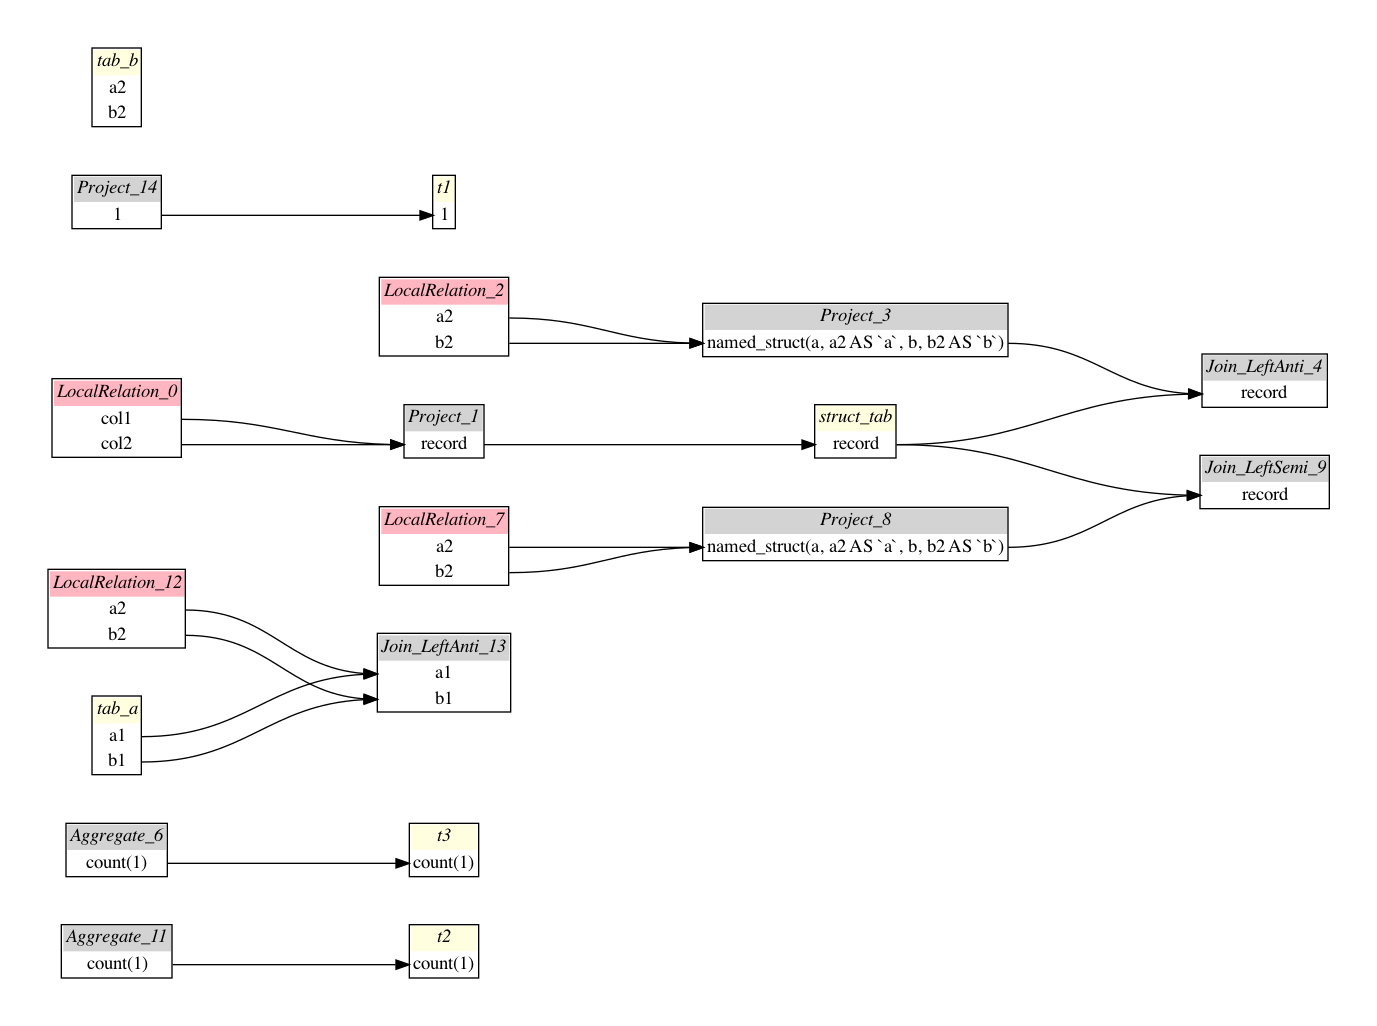 tab_b
a2
b2
Project_14
1
t1
1
LocalRelation_2
a2
b2
Project_3
named_struct(a, a2 AS `a`, b, b2 AS `b`)
Join_LeftAnti_4
record
LocalRelation_0
col1
col2
Project_1
record
struct_tab
record
Join_LeftSemi_9
record
LocalRelation_7
a2
b2
Project_8
named_struct(a, a2 AS `a`, b, b2 AS `b`)
LocalRelation_12
a2
b2
Join_LeftAnti_13
a1
b1
tab_a
a1
b1
Aggregate_6
count(1)
t3
count(1)
Aggregate_11
count(1)
t2
count(1)